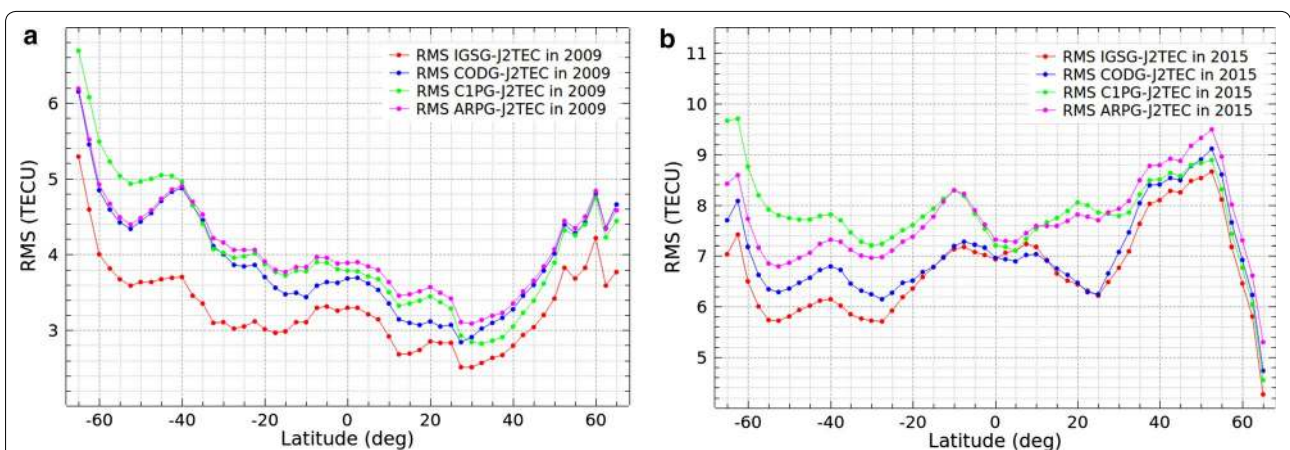 a
RMS IGSG-J2TEC in 2009
RMS CODG-J2TEC in 2009
RMS C1PG-J2TEC in 2009
RMS ARPG-J2TEC in 2009
6
5
4
3
RMS (TECU)
-60 -40 -20 0 20 40 60
Latitude (deg)
b
RMS IGSG-J2TEC in 2015
RMS CODG-J2TEC in 2015
RMS C1PG-J2TEC in 2015
RMS ARPG-J2TEC in 2015
11
10
9
8
7
6
5
RMS (TECU)
-60 -40 -20 0 20 40 60
Latitude (deg)